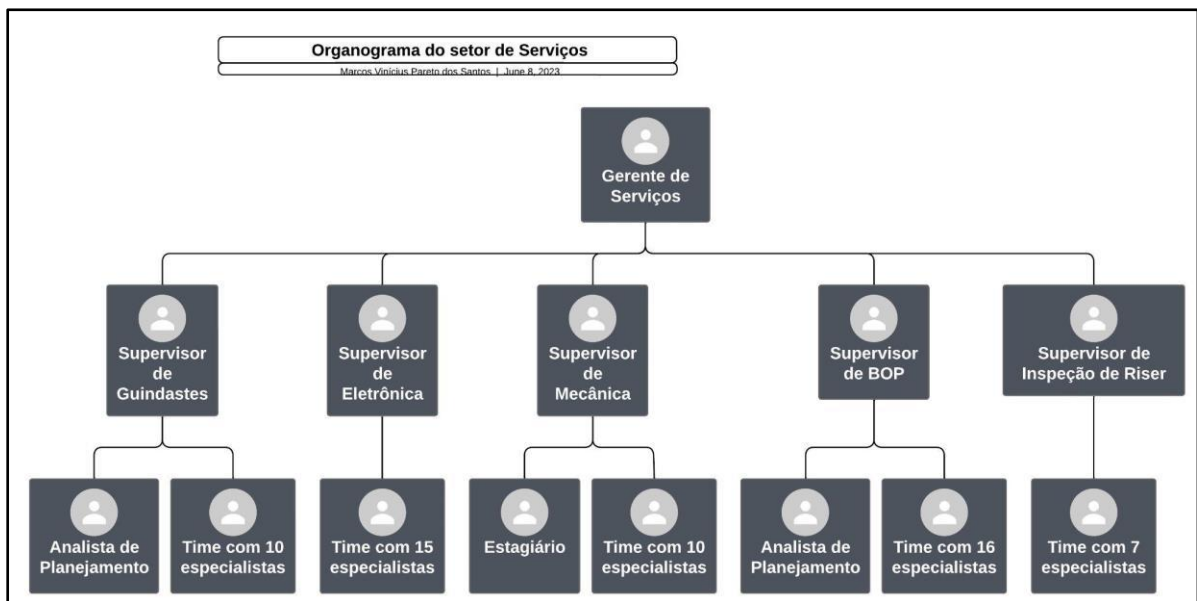 Organograma do setor de Serviços
Marcos Vinícius Pareto dos Santos | June 8, 2023
Gerente de
Serviços
Supervisor
de
Guindastes
Supervisor
de
Eletrônica
Supervisor
de
Mecânica
Supervisor
de BOP
Supervisor de
Inspeção de Riser
Analista de
Planejamento
Time com 10
especialistas
Time com 15
especialistas
Estagiário
Time com 10
especialistas
Analista de
Planejamento
Time com 16
especialistas
Time com 7
especialistas